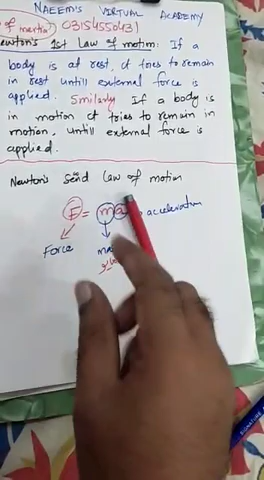 NAEEM'S VIRTUAL ACADEMY
of inertia) 03154550431
Newton's 1st Law of motion: If a
body is at rest, it tries to remain
in rest untill external force is
applied. Similarly If a body is
in motion it tries to remain in
motion, untill external force is
applied.
Newton's Second Law of motion
F = ma acceleration
Force